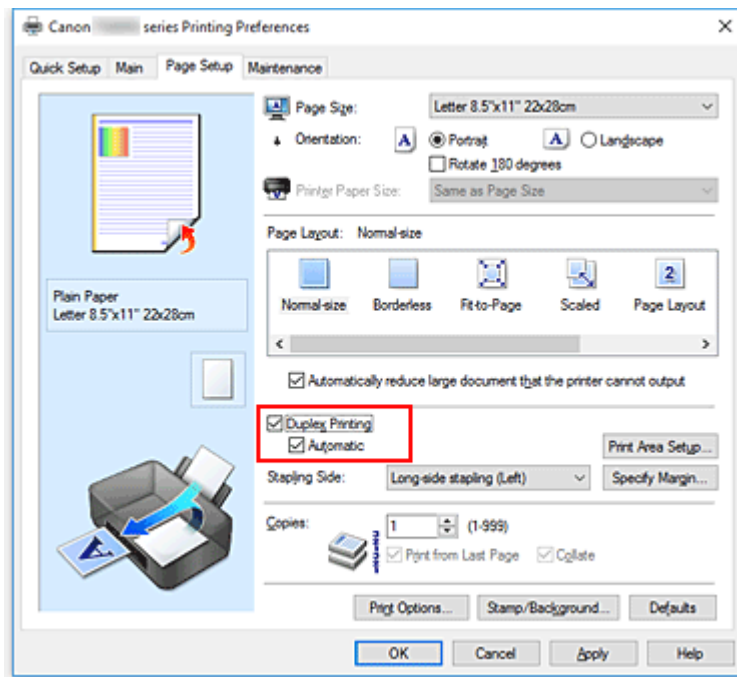 Canon series Printing Preferences
Quick Setup Main Page Setup Maintenance
Page Size: Letter 8.5"x11" 22x28cm
Orientation: A Portrait A Landscape
Rotate 180 degrees
Printer Paper Size: Same as Page Size
Page Layout: Normal-size
Normal-size Borderless Fit-to-Page Scaled 2 Page Layout
Plain Paper
Letter 8.5"x11" 22x28cm
Automatically reduce large document that the printer cannot output
Duplex Printing
Automatic
Print Area Setup...
Stapling Side: Long-side stapling (Left) Specify Margin...
Copies: 1 (1-999)
Print from Last Page Collate
A
Print Options... Stamp/Background... Defaults
OK Cancel Apply Help